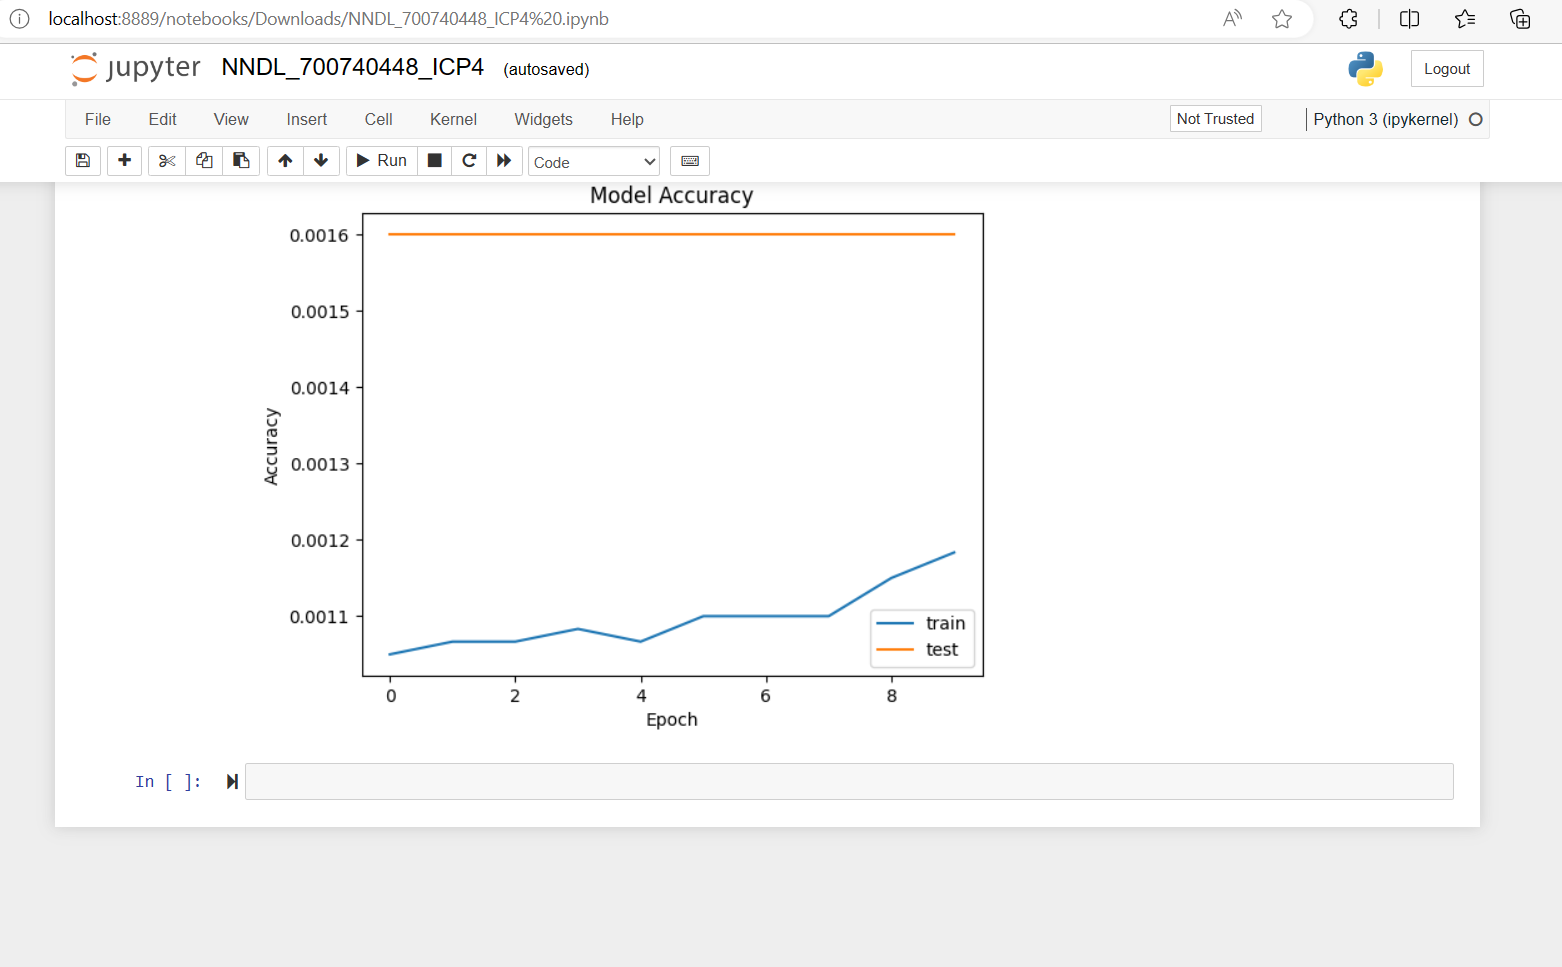 localhost:8889/notebooks/Downloads/NNDL_700740448_ICP4%20.ipynb
jupyter NNDL_700740448_ICP4 (autosaved)
Logout
File Edit View Insert Cell Kernel Widgets Help
Not Trusted
Python 3 (ipykernel)
Run
Code
Model Accuracy
0.0016
0.0015
0.0014
0.0013
0.0012
0.0011
Accuracy
train
test
0 2 4 6 8
Epoch
In [ ]: